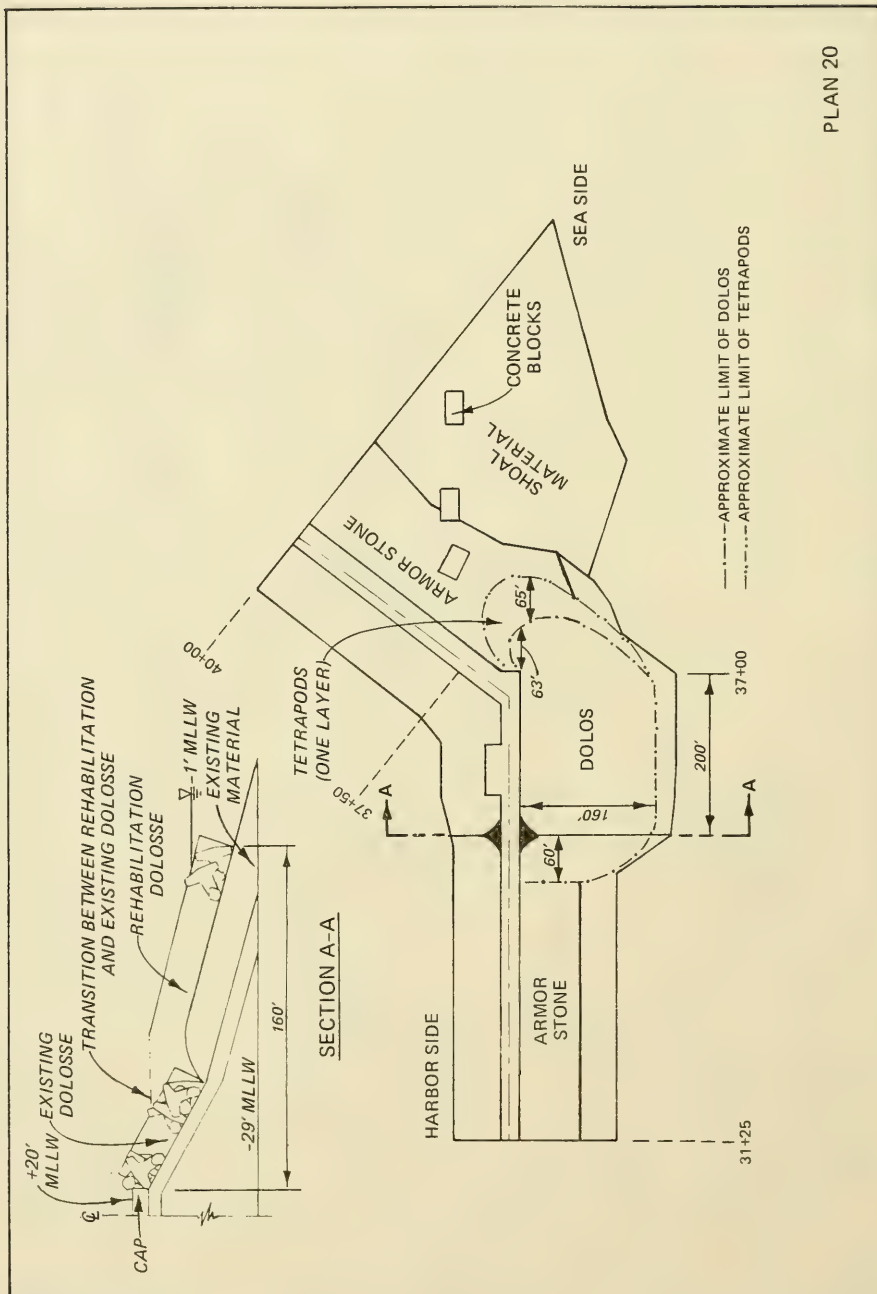 +20'
MLLW
EXISTING
DOLOSSE
TRANSITION BETWEEN REHABILITATION
AND EXISTING DOLOSSE
REHABILITATION
DOLOSSE
-1' MLLW
EXISTING
MATERIAL
℄
CAP
160'
-29' MLLW
SECTION A-A
40+00
37+50
TETRAPODS
(ONE LAYER)
ARMOR STONE
SHOAL
MATERIAL
CONCRETE
BLOCKS
SEA SIDE
HARBOR SIDE
A
65'
63'
DOLOS
160'
60'
ARMOR
STONE
200'
A
31+25
37+00
APPROXIMATE LIMIT OF DOLOS
APPROXIMATE LIMIT OF TETRAPODS
PLAN 20